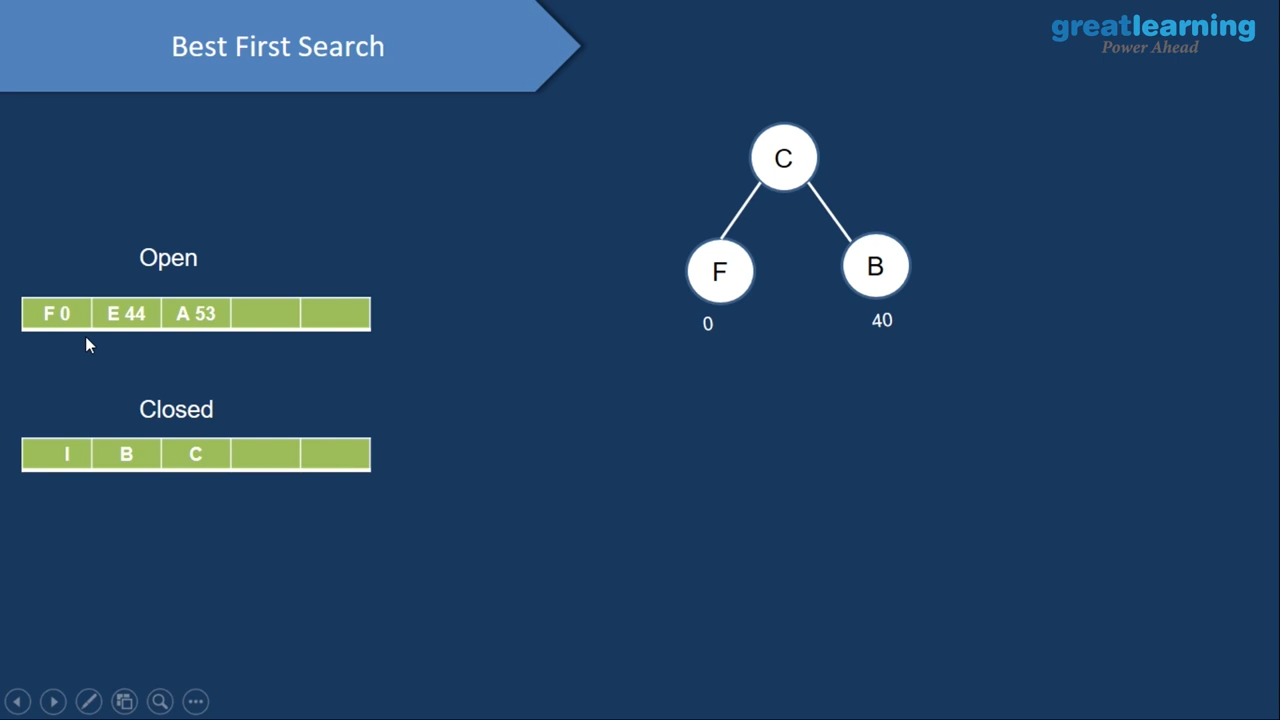 Best First Search
greatlearning
Power Ahead
C
F
B
0
40
Open
F 0 E 44 A 53
Closed
I B C